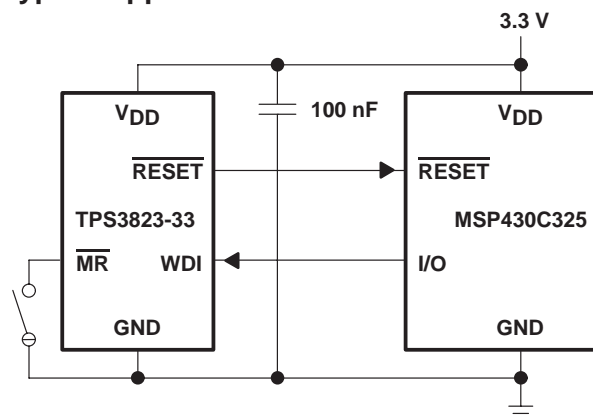 3.3 V
VDD
100 nF
VDD
RESET
RESET
TPS3823-33
MSP430C325
MR
WDI
I/O
GND
GND